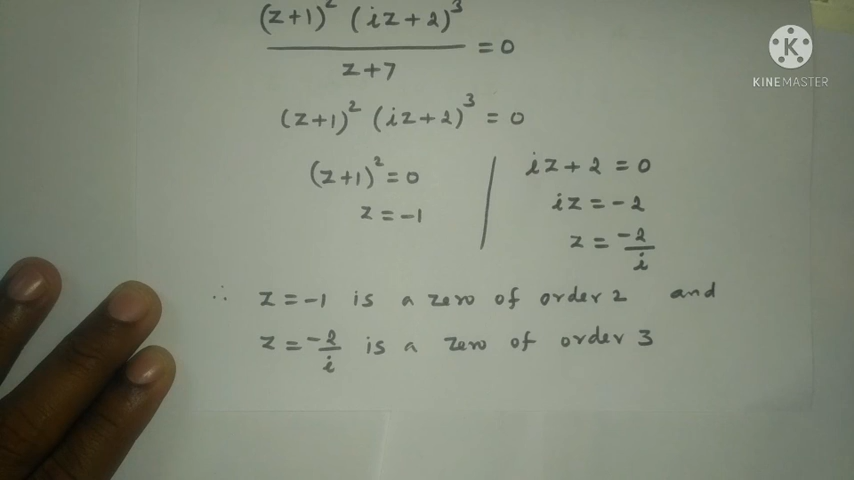 (z+1)² (iz+2)³
z+7
= 0
K
KINEMASTER
(z+1)² (iz+2)³ = 0
(z+1)² = 0
z = -1
iz + 2 = 0
iz = -2
z = -2/i
∴ z = -1 is a zero of order 2 and
z = -2/i is a zero of order 3